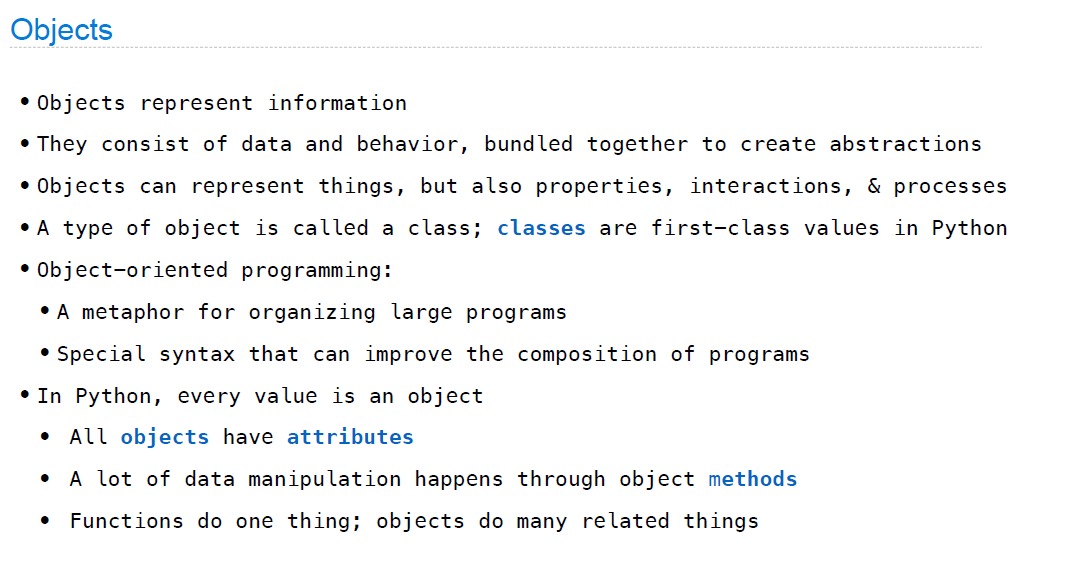 Objects
• Objects represent information
• They consist of data and behavior, bundled together to create abstractions
• Objects can represent things, but also properties, interactions, & processes
• A type of object is called a class; classes are first-class values in Python
• Object-oriented programming:
• A metaphor for organizing large programs
• Special syntax that can improve the composition of programs
• In Python, every value is an object
• All objects have attributes
• A lot of data manipulation happens through object methods
• Functions do one thing; objects do many related things